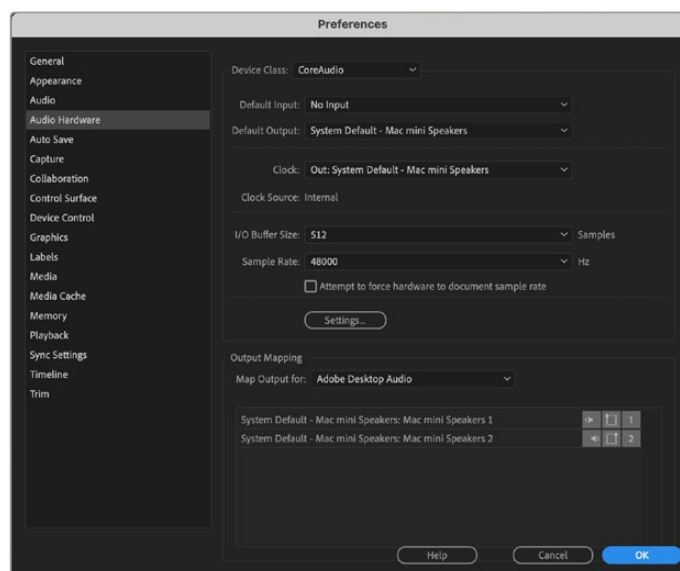 Preferences
General
Appearance
Audio
Audio Hardware
Auto Save
Capture
Collaboration
Control Surface
Device Control
Graphics
Labels
Media
Media Cache
Memory
Playback
Sync Settings
Timeline
Trim
Device Class: CoreAudio
Default Input: No Input
Default Output: System Default - Mac mini Speakers
Clock: Out: System Default - Mac mini Speakers
Clock Source: Internal
I/O Buffer Size: 512 Samples
Sample Rate: 48000 Hz
Attempt to force hardware to document sample rate
Settings...
Output Mapping
Map Output for: Adobe Desktop Audio
System Default - Mac mini Speakers: Mac mini Speakers 1 1
System Default - Mac mini Speakers: Mac mini Speakers 2 2
Help Cancel OK